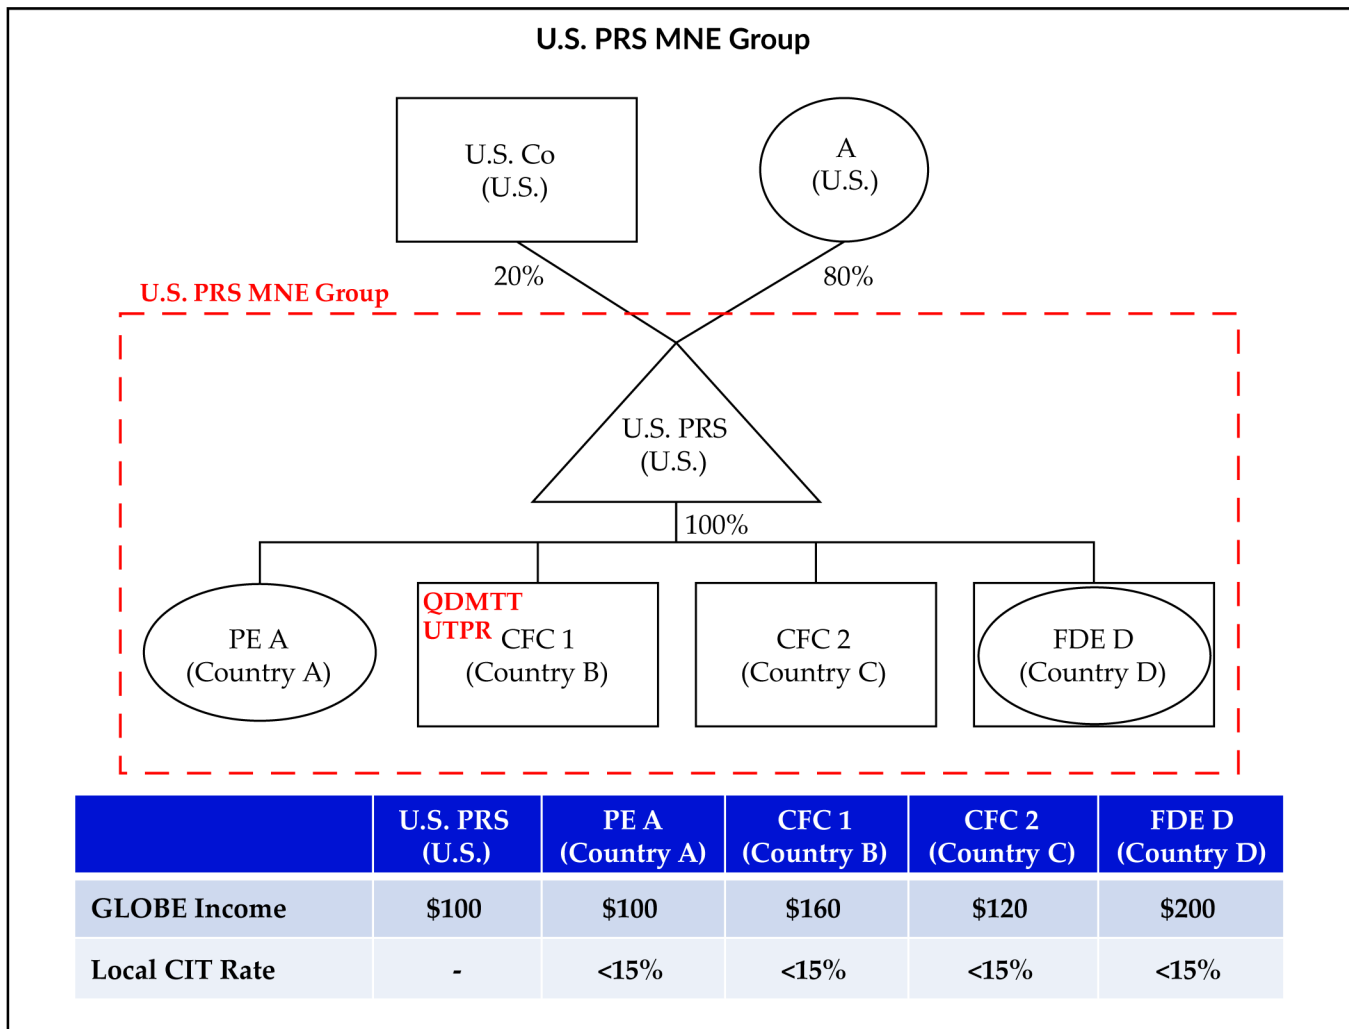 U.S. PRS MNE Group
U.S. Co
(U.S.)
A
(U.S.)
20%
80%
U.S. PRS MNE Group
U.S. PRS
(U.S.)
100%
PE A
(Country A)
QDMTT
UTPR
CFC 1
(Country B)
CFC 2
(Country C)
FDE D
(Country D)
U.S. PRS (U.S.) PE A (Country A) CFC 1 (Country B) CFC 2 (Country C) FDE D (Country D)
GLOBE Income $100 $100 $160 $120 $200
Local CIT Rate - <15% <15% <15% <15%